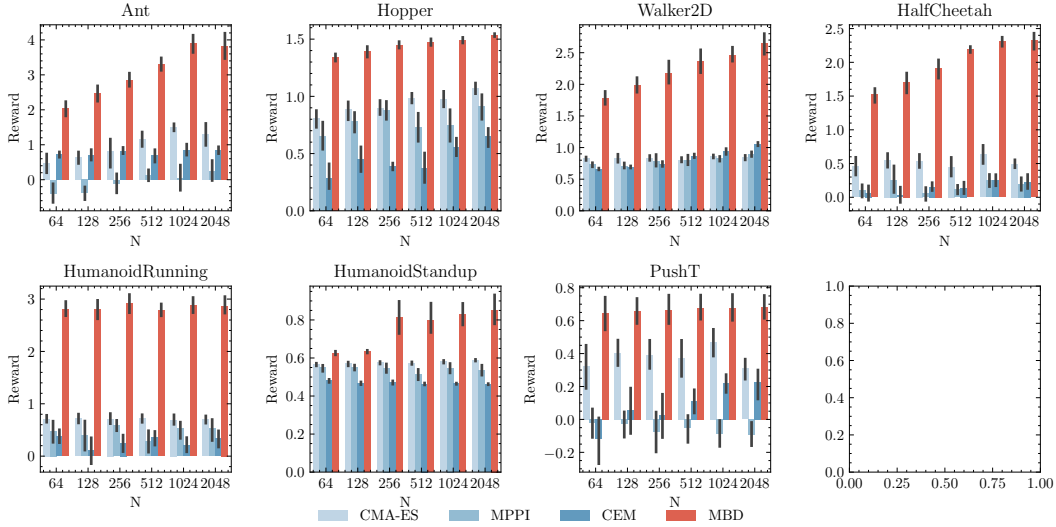 Ant
Hopper
Walker2D
HalfCheetah
Reward
4
3
2
1
0
64 128 256 512 1024 2048
N
Reward
1.5
1.0
0.5
0.0
64 128 256 512 1024 2048
N
Reward
2.5
2.0
1.5
1.0
0.5
0.0
64 128 256 512 1024 2048
N
Reward
2.5
2.0
1.5
1.0
0.5
0.0
64 128 256 512 1024 2048
N
HumanoidRunning
HumanoidStandup
PushT
Reward
3
2
1
0
64 128 256 512 1024 2048
N
Reward
0.8
0.6
0.4
0.2
0.0
64 128 256 512 1024 2048
N
Reward
0.8
0.6
0.4
0.2
0.0
−0.2
64 128 256 512 1024 2048
N
1.0
0.8
0.6
0.4
0.2
0.0
0.00 0.25 0.50 0.75 1.00
CMA-ES MPPI CEM MBD